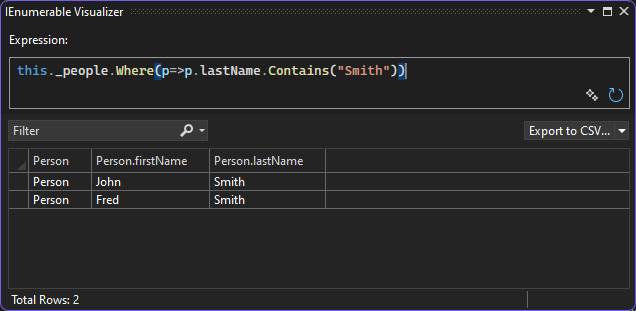 IEnumerable Visualizer
Expression:
this._people.Where(p=>p.lastName.Contains("Smith"))
Filter
Export to CSV...
Person Person.firstName Person.lastName
Person John Smith
Person Fred Smith
Total Rows: 2